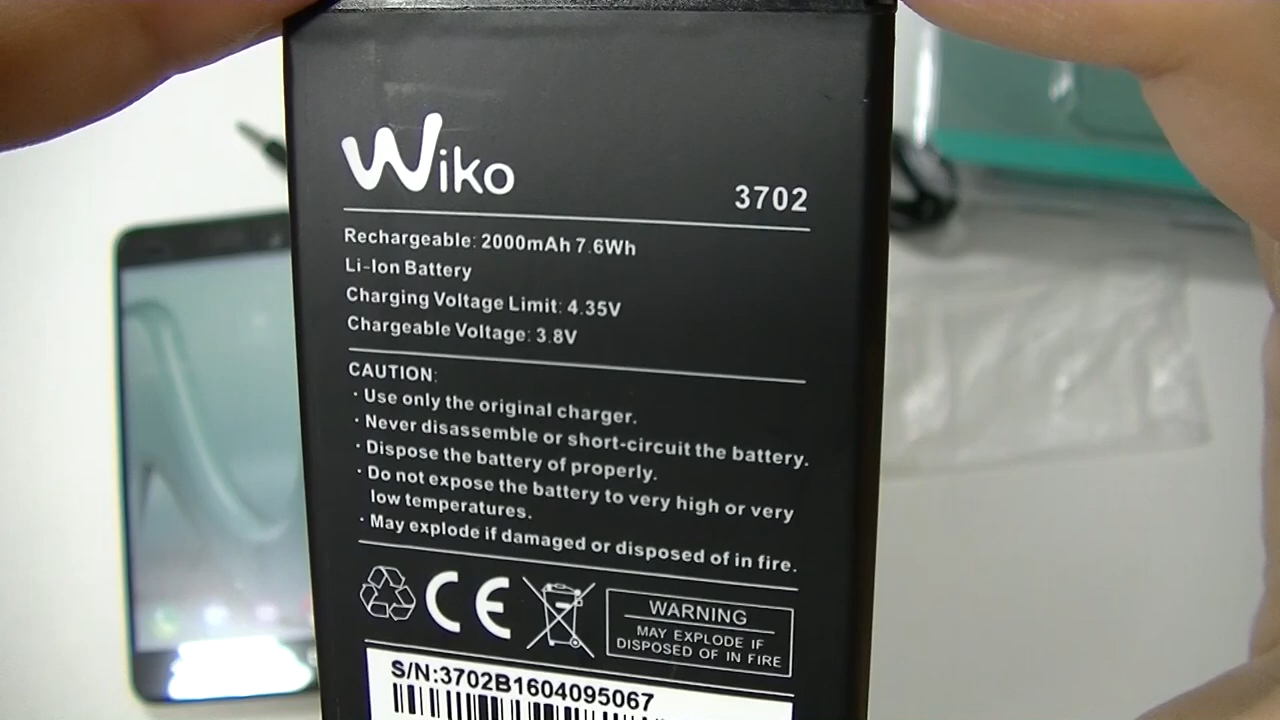 Wiko
3702
Rechargeable: 2000mAh 7.6Wh
Li-Ion Battery
Charging Voltage Limit: 4.35V
Chargeable Voltage: 3.8V
CAUTION:
· Use only the original charger.
· Never disassemble or short-circuit the battery.
· Dispose the battery of properly.
· Do not expose the battery to very high or very
low temperatures.
· May explode if damaged or disposed of in fire.
CE
WARNING
MAY EXPLODE IF
DISPOSED OF IN FIRE
S/N:3702B1604095067